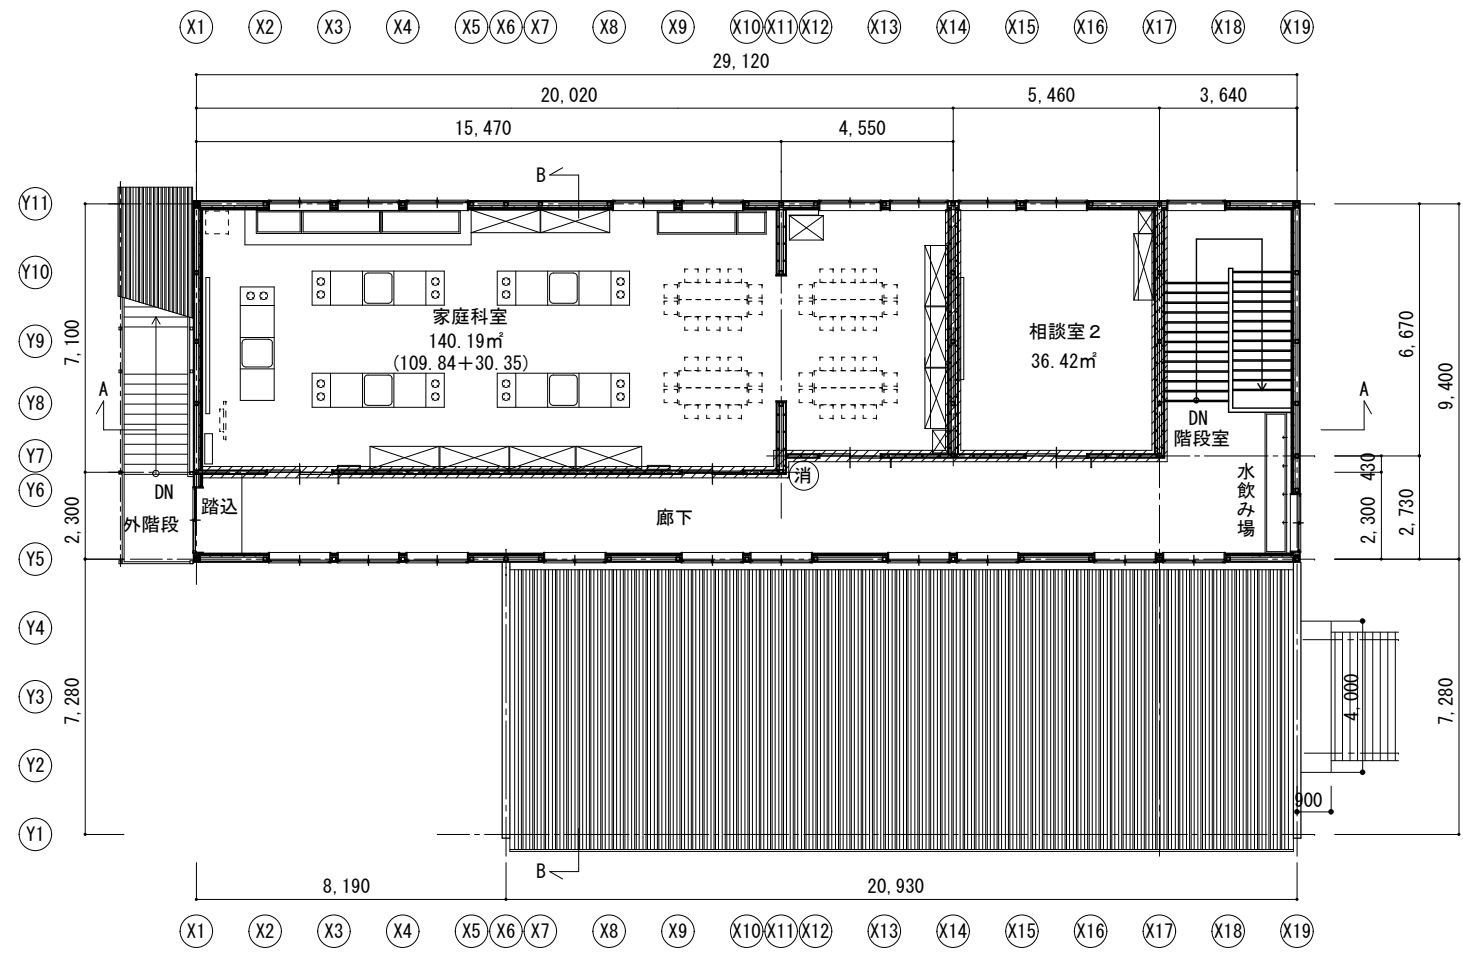 X1 X2 X3 X4 X5 X6 X7 X8 X9 X10 X11 X12 X13 X14 X15 X16 X17 X18 X19
29,120
20,020 5,460 3,640
15,470 4,550
B
Y11
Y10
Y9
Y8
Y7
Y6
Y5
Y4
Y3
Y2
Y1
7,100
2,300
7,280
A
家庭科室
140.19㎡
(109.84+30.35)
相談室2
36.42㎡
DN
階段室
A
6,670
9,400
430
2,300
2,730
消
水飲み場
DN
外階段
踏込
廊下
4,000
7,280
900
B
8,190 20,930
X1 X2 X3 X4 X5 X6 X7 X8 X9 X10 X11 X12 X13 X14 X15 X16 X17 X18 X19